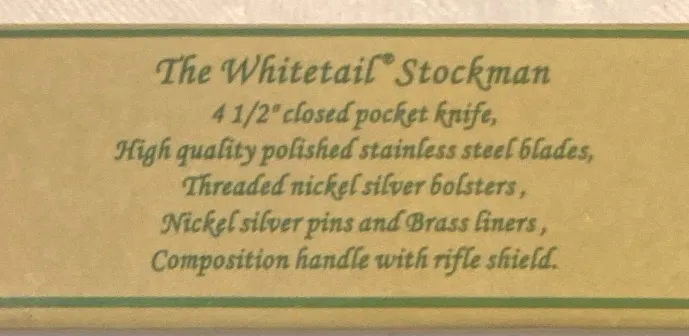 The Whitetail® Stockman
4 1/2" closed pocket knife,
High quality polished stainless steel blades,
Threaded nickel silver bolsters,
Nickel silver pins and Brass liners,
Composition handle with rifle shield.